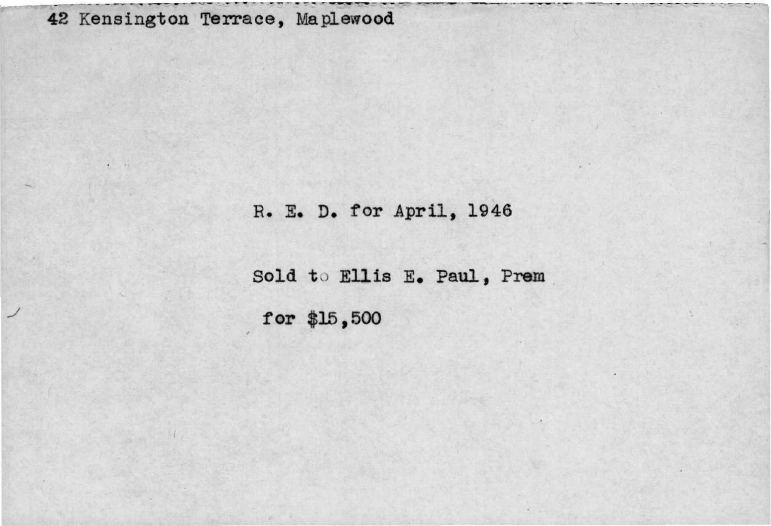 42 Kensington Terrace, Maplewood
R. E. D. for April, 1946
Sold to Ellis E. Paul, Prem
for $15,500